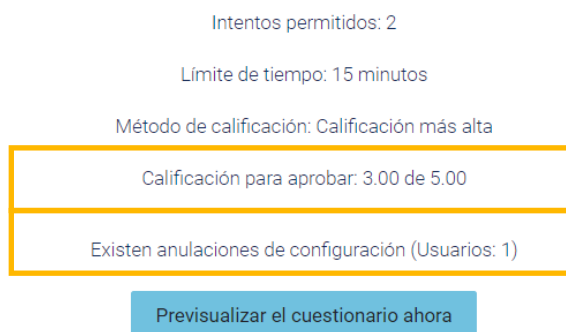 Intentos permitidos: 2
Límite de tiempo: 15 minutos
Método de calificación: Calificación más alta
Calificación para aprobar: 3.00 de 5.00
Existen anulaciones de configuración (Usuarios: 1)
Previsualizar el cuestionario ahora